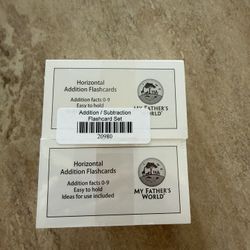 Horizontal
Addition Flashcards
Addition facts 0-9
Easy to hold
MY FATHER'S
WORLD
Addition / Subtraction
Flashcard Set
20980
Horizontal
Addition Flashcards
Addition facts 0-9
Easy to hold
Ideas for use included
MY FATHER'S
WORLD